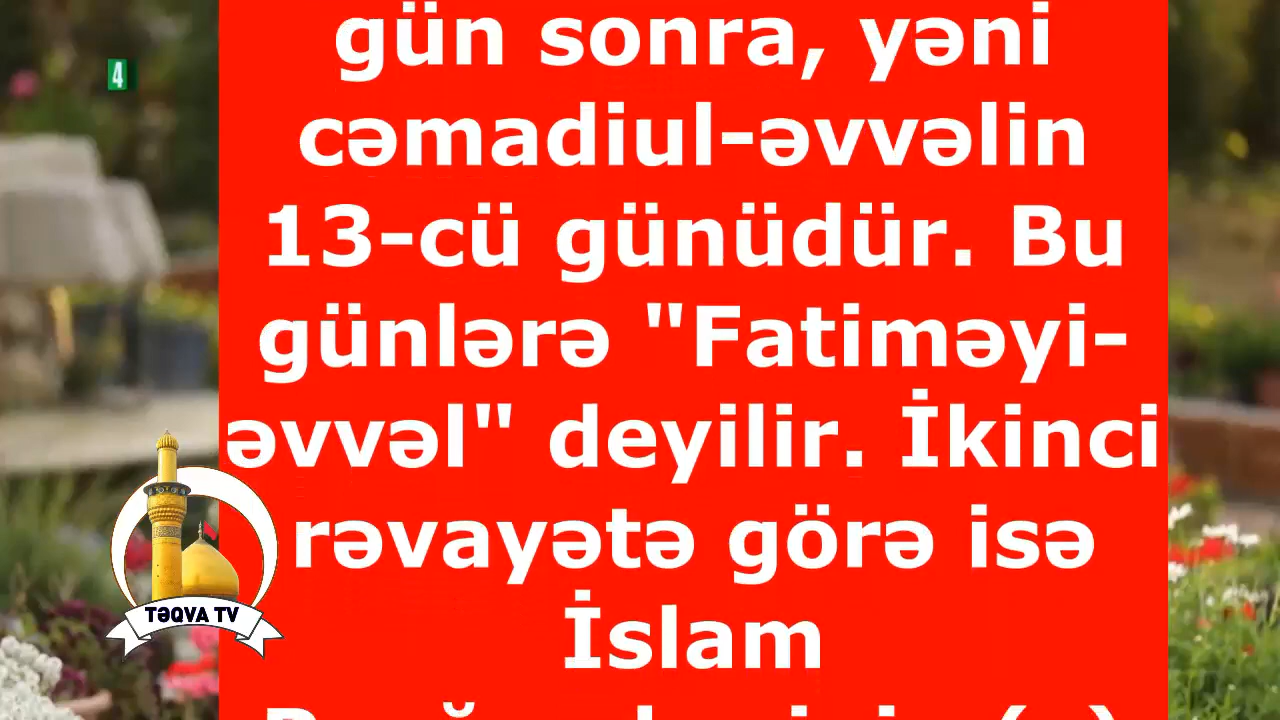 4
gün sonra, yəni
cəmadiul-əvvəlin
13-cü günüdür. Bu
günlərə "Fatiməyi-
əvvəl" deyilir. İkinci
rəvayətə görə isə
İslam
TƏQVA TV